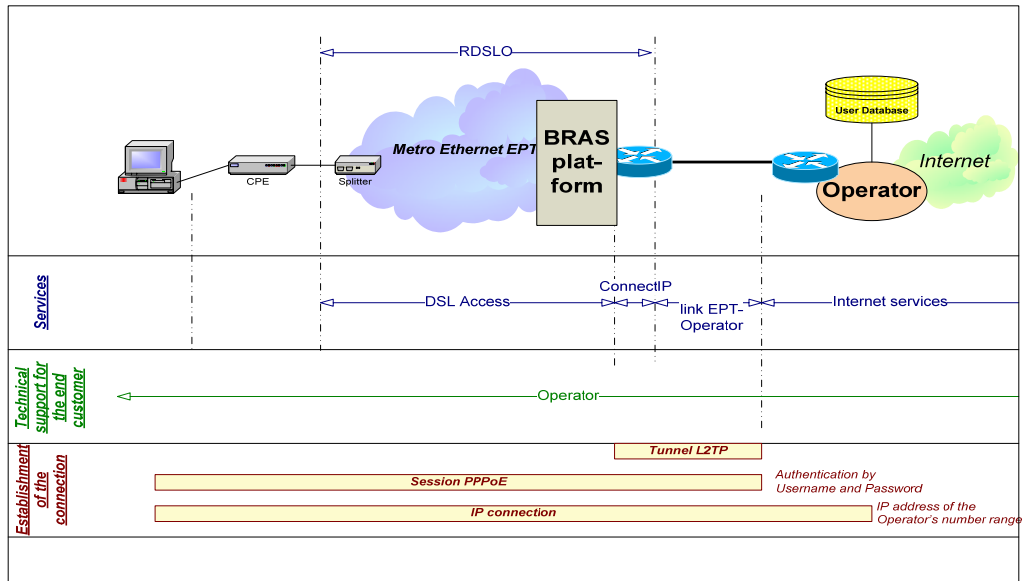 RDSLO
User Database
Metro Ethernet EPT
BRAS
plat-
form
Internet
CPE
Splitter
Operator
Services
ConnectIP
DSL Access
link EPT-
Operator
Internet services
Technical
support for
the end
customer
Operator
Establishment
of the
connection
Tunnel L2TP
Session PPPoE
Authentication by
Username and Password
IP connection
IP address of the
Operator's number range